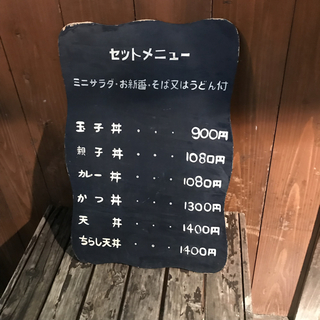 セットメニュー
ミニサラダ・お新香・そば又はうどん付
玉子丼・・・900円
親子丼・・・1080円
カレー丼・・・1080円
かつ丼・・・1300円
天丼・・・1400円
ちらし天丼・・・1400円